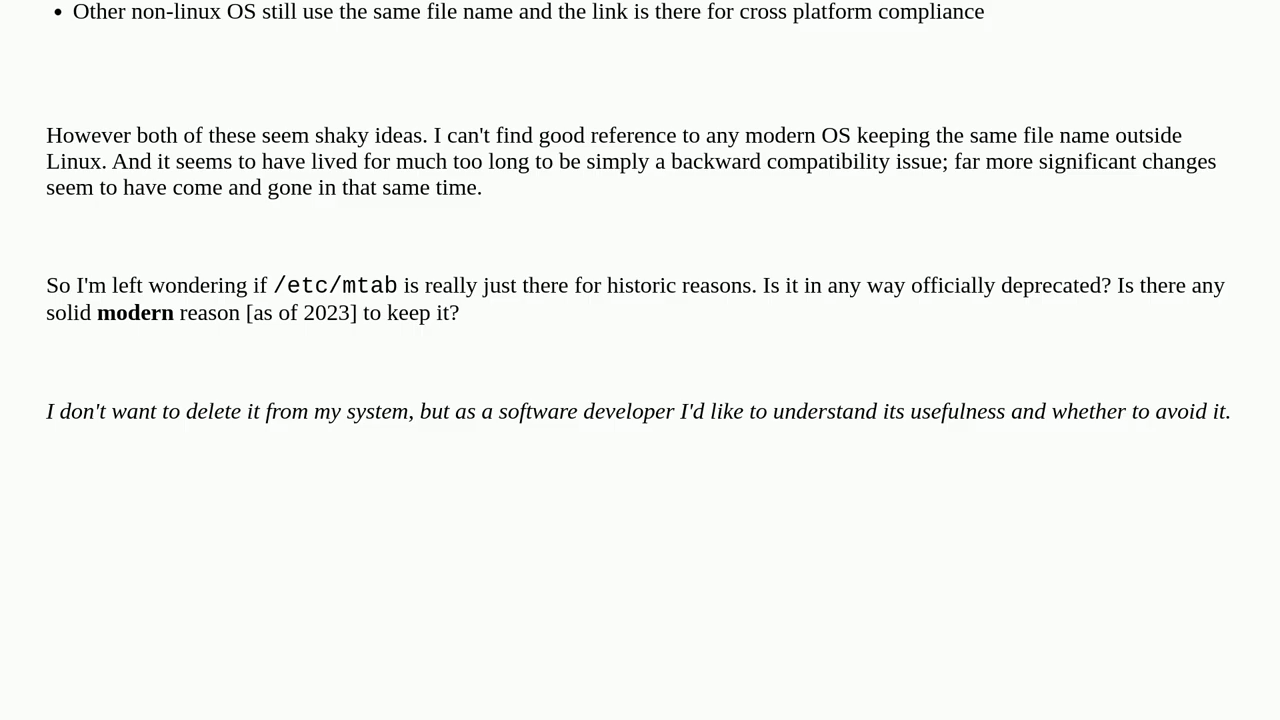 • Other non-linux OS still use the same file name and the link is there for cross platform compliance
However both of these seem shaky ideas. I can't find good reference to any modern OS keeping the same file name outside
Linux. And it seems to have lived for much too long to be simply a backward compatibility issue; far more significant changes
seem to have come and gone in that same time.
So I'm left wondering if /etc/mtab is really just there for historic reasons. Is it in any way officially deprecated? Is there any
solid modern reason [as of 2023] to keep it?
I don't want to delete it from my system, but as a software developer I'd like to understand its usefulness and whether to avoid it.